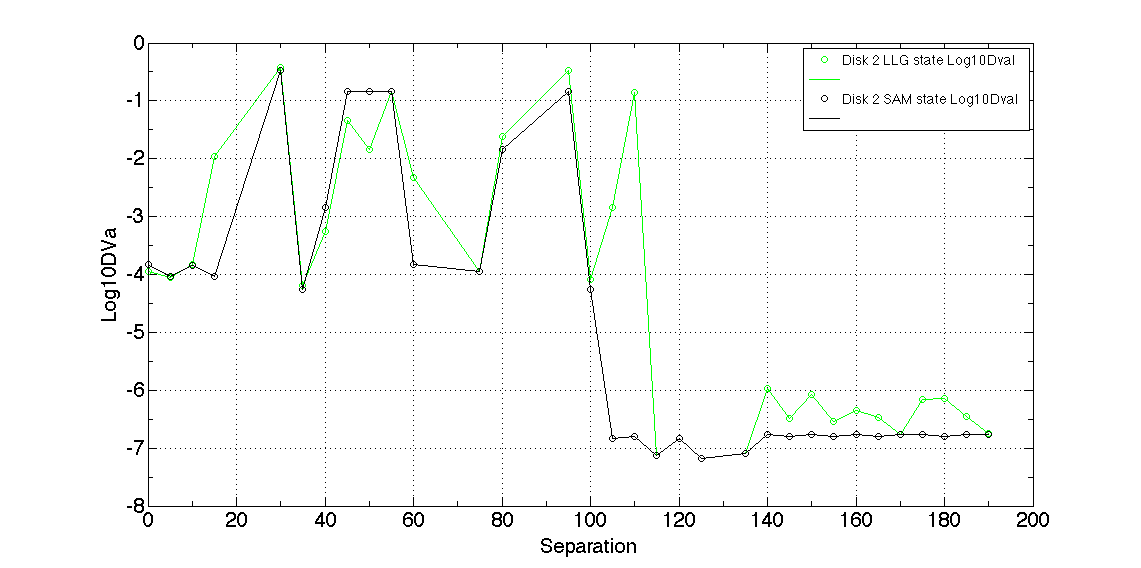 0
-1
-2
-3
-4
-5
-6
-7
-8
Log10DVa
Disk 2 LLG state Log10Dval
Disk 2 SAM state Log10Dval
0 20 40 60 80 100 120 140 160 180 200
Separation